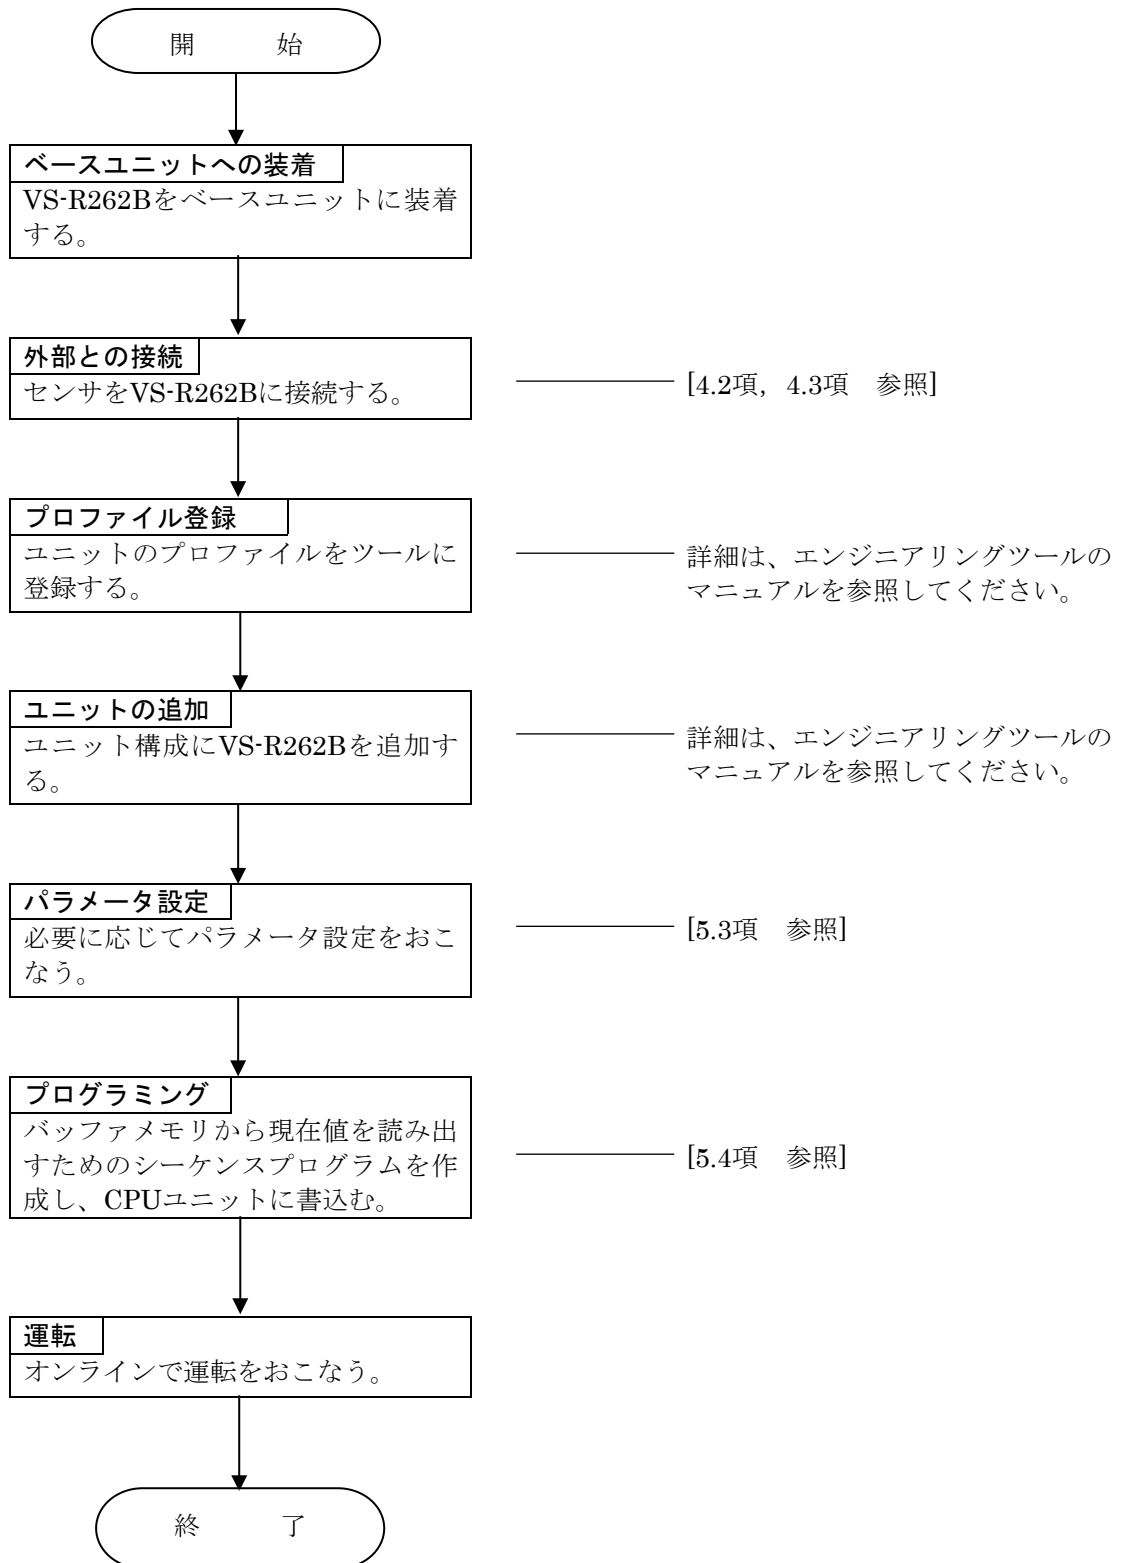 開　始
ベースユニットへの装着
VS-R262Bをベースユニットに装着
する。
外部との接続
センサをVS-R262Bに接続する。
[4.2項，4.3項　参照]
プロファイル登録
ユニットのプロファイルをツールに
登録する。
詳細は、エンジニアリングツールの
マニュアルを参照してください。
ユニットの追加
ユニット構成にVS-R262Bを追加す
る。
詳細は、エンジニアリングツールの
マニュアルを参照してください。
パラメータ設定
必要に応じてパラメータ設定をおこ
なう。
[5.3項　参照]
プログラミング
バッファメモリから現在値を読み出
すためのシーケンスプログラムを作
成し、CPUユニットに書込む。
[5.4項　参照]
運転
オンラインで運転をおこなう。
終　了